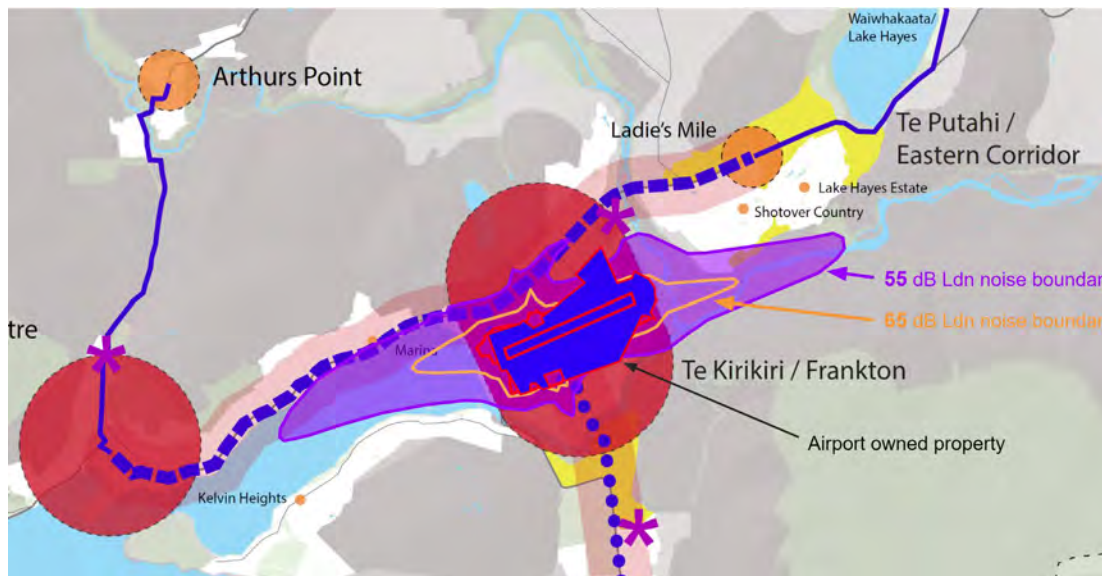 Waiwhakaata/
Lake Hayes
Arthurs Point
Ladie's Mile
Te Putahi /
Eastern Corridor
Lake Hayes Estate
Shotover Country
55 dB Ldn noise boundar
65 dB Ldn noise boundar
tre
Marina
Te Kirikiri / Frankton
Airport owned property
Kelvin Heights